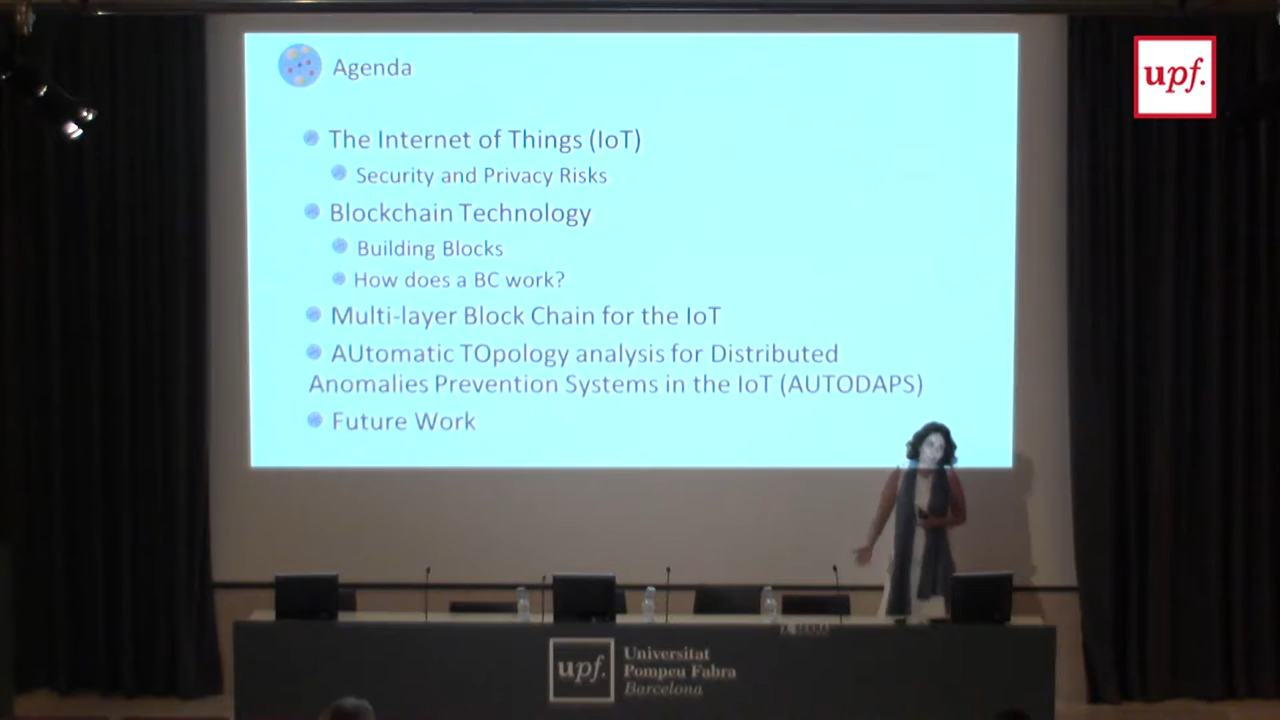 Agenda
upf.
The Internet of Things (IoT)
Security and Privacy Risks
Blockchain Technology
Building Blocks
How does a BC work?
Multi-layer Block Chain for the IoT
AUtomatic TOpology analysis for Distributed
Anomalies Prevention Systems in the IoT (AUTODAPS)
Future Work
X. SERRA
upf.
Universitat
Pompeu Fabra
Barcelona